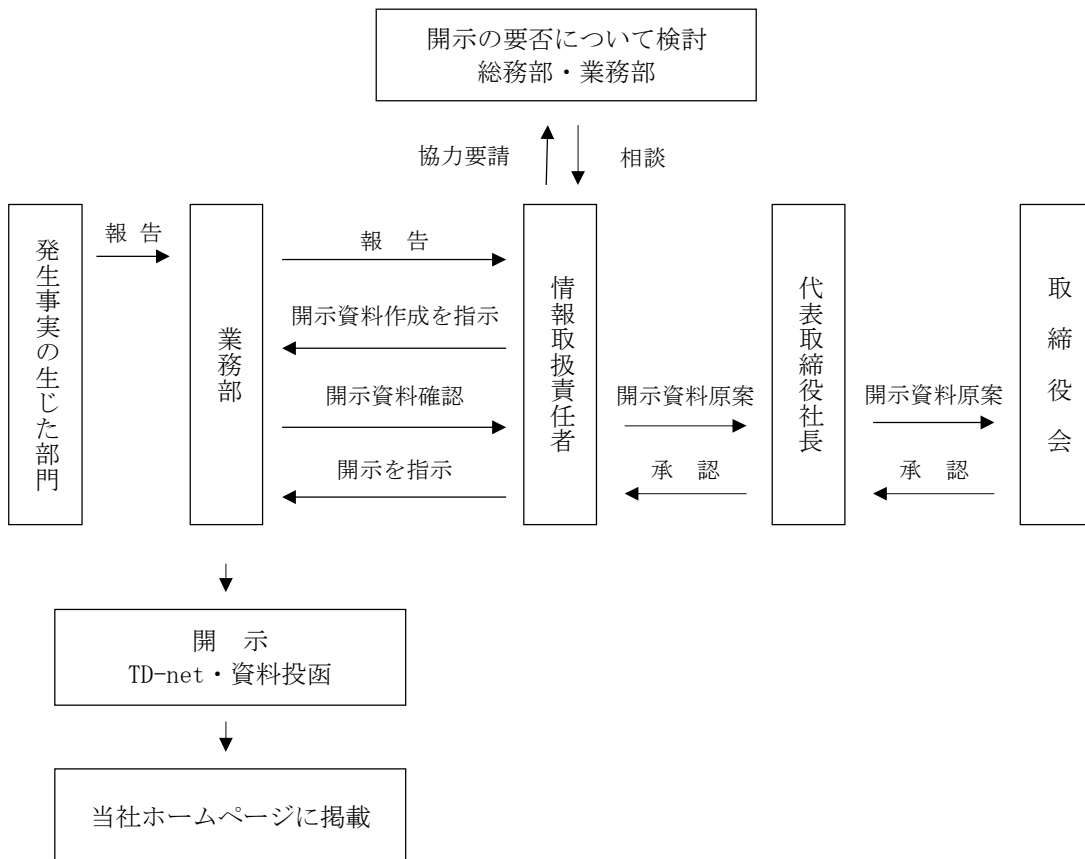 開示の要否について検討
総務部・業務部
協力要請
相談
発生事実の生じた部門
報 告
業務部
報　告
開示資料作成を指示
開示資料確認
開示を指示
情報取扱責任者
開示資料原案
承　認
代表取締役社長
開示資料原案
承　認
取締役会
開　示
TD-net・資料投函
当社ホームページに掲載